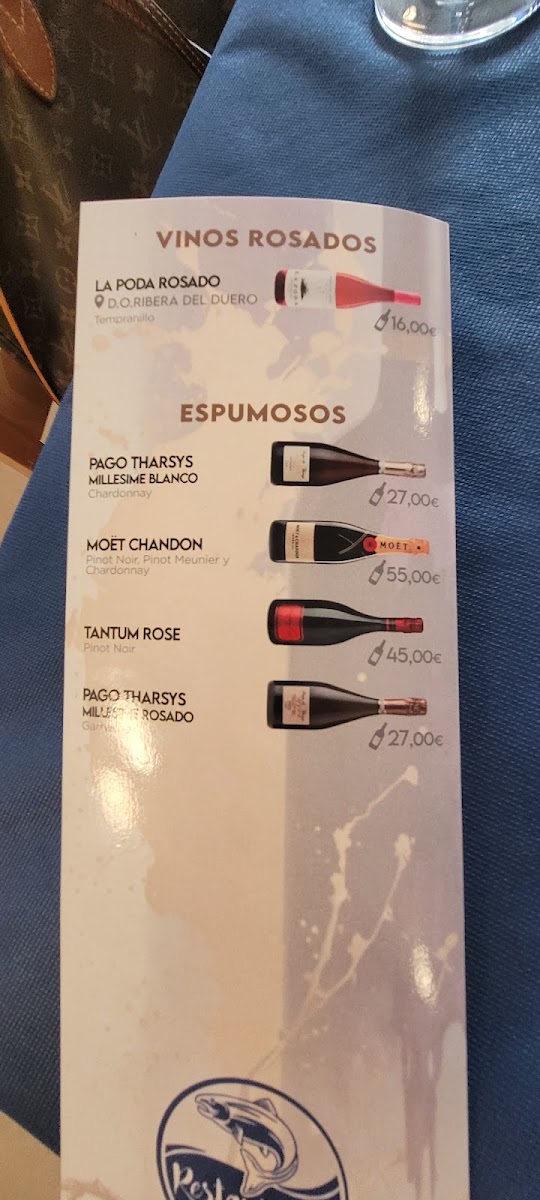 VINOS ROSADOS
LA PODA ROSADO
D.O.RIBERA DEL DUERO
Tempranillo
16,00€
ESPUMOSOS
PAGO THARSYS
MILLESIME BLANCO
Chardonnay
27,00€
MOËT CHANDON
Pinot Noir, Pinot Meunier y
Chardonnay
MOËT
55,00€
TANTUM ROSE
Pinot Noir
45,00€
PAGO THARSYS
ROSADO
27,00€